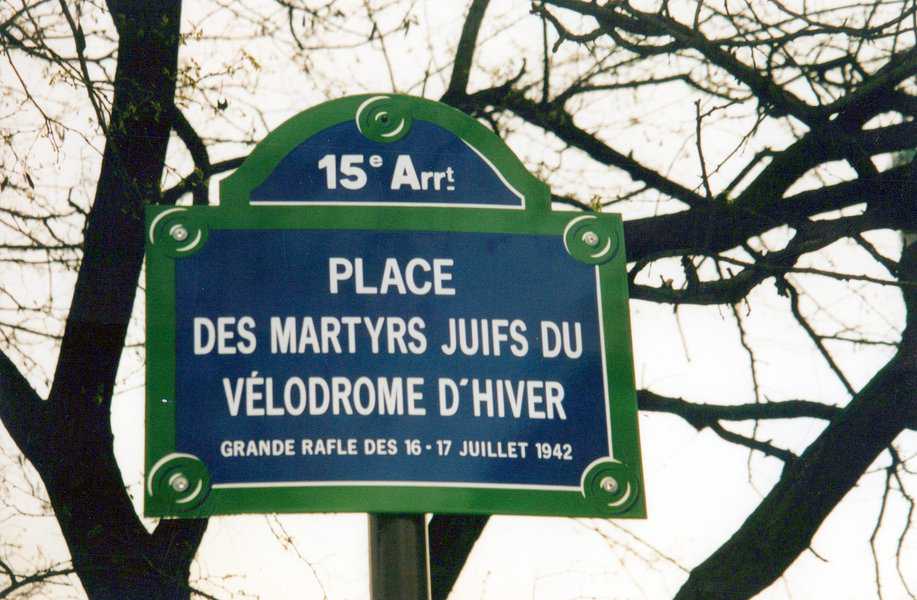 15e Arrt
PLACE
DES MARTYRS JUIFS DU
VÉLODROME D'HIVER
GRANDE RAFLE DES 16 - 17 JUILLET 1942